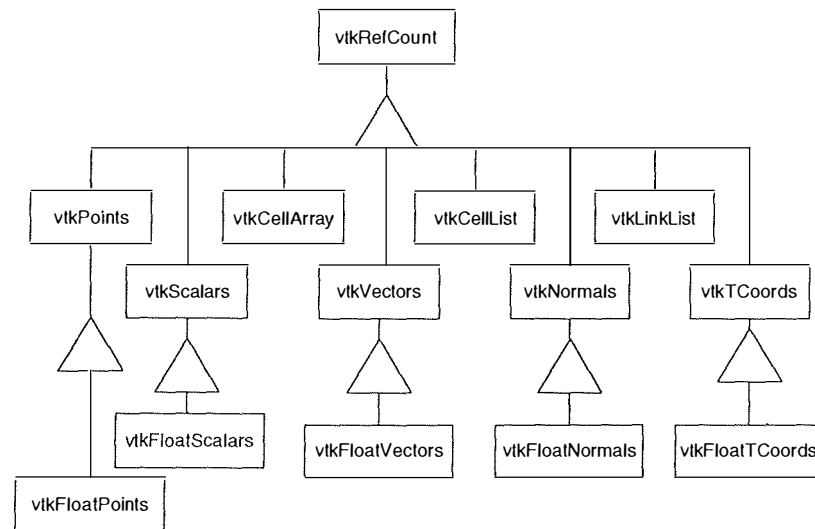 vtkRefCount
vtkPoints
vtkCellArray
vtkCellList
vtkLinkList
vtkScalars
vtkVectors
vtkNormals
vtkTCoords
vtkFloatScalars
vtkFloatVectors
vtkFloatNormals
vtkFloatTCoords
vtkFloatPoints